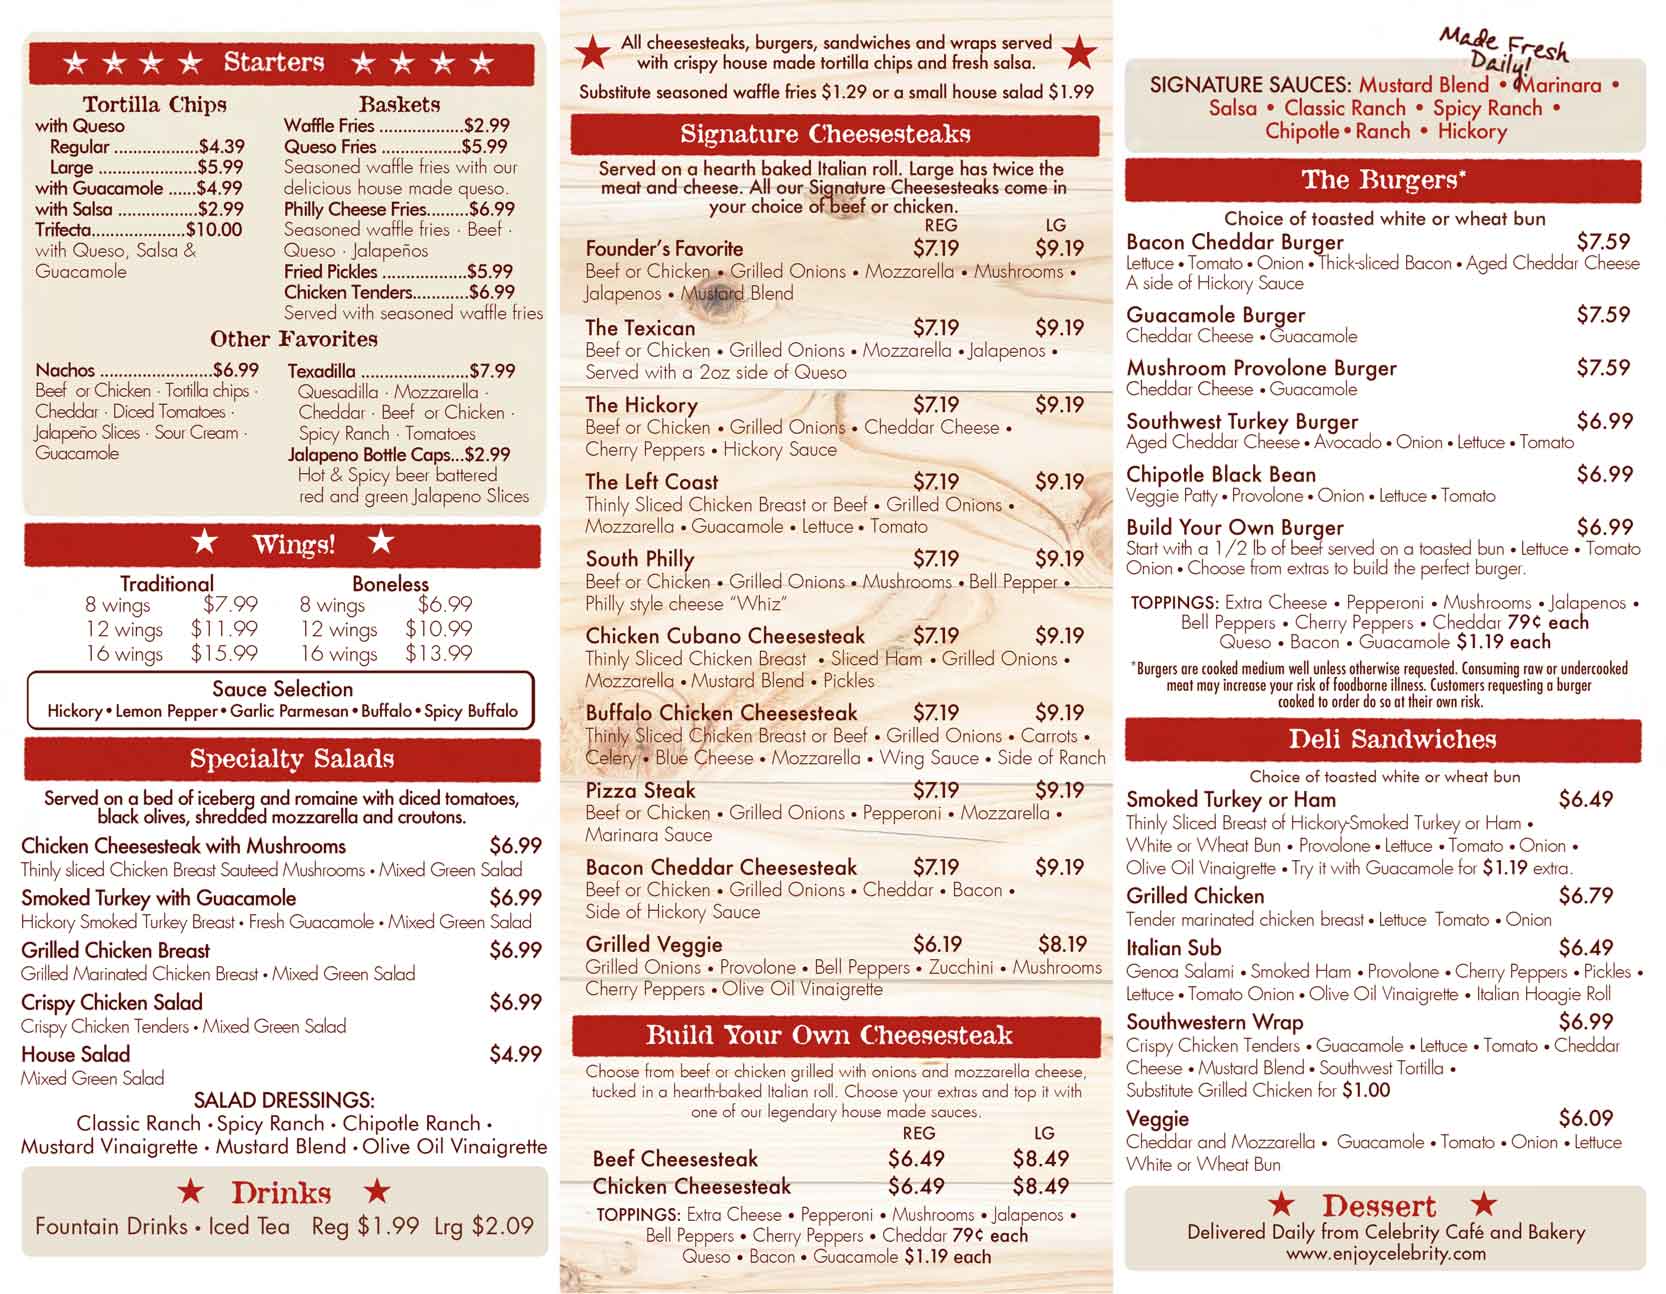 Starters
Tortilla Chips
with Queso
Regular ..................$4.39
Large .....................$5.99
with Guacamole ......$4.99
with Salsa .................$2.99
Trifecta....................$10.00
with Queso, Salsa &
Guacamole
Baskets
Waffle Fries ..................$2.99
Queso Fries .................$5.99
Seasoned waffle fries with our
delicious house made queso.
Philly Cheese Fries.........$6.99
Seasoned waffle fries · Beef ·
Queso · Jalapeños
Fried Pickles ..................$5.99
Chicken Tenders............$6.99
Served with seasoned waffle fries
Other Favorites
Nachos ........................$6.99
Beef or Chicken · Tortilla chips ·
Cheddar · Diced Tomatoes ·
Jalapeño Slices · Sour Cream ·
Guacamole
Texadilla .......................$7.99
Quesadilla · Mozzarella ·
Cheddar · Beef or Chicken ·
Spicy Ranch · Tomatoes
Jalapeno Bottle Caps...$2.99
Hot & Spicy beer battered
red and green Jalapeno Slices
Wings!
Traditional
8 wings $7.99
12 wings $11.99
16 wings $15.99
Boneless
8 wings $6.99
12 wings $10.99
16 wings $13.99
Sauce Selection
Hickory • Lemon Pepper • Garlic Parmesan • Buffalo • Spicy Buffalo
Specialty Salads
Served on a bed of iceberg and romaine with diced tomatoes,
black olives, shredded mozzarella and croutons.
Chicken Cheesesteak with Mushrooms $6.99
Thinly sliced Chicken Breast Sauteed Mushrooms • Mixed Green Salad
Smoked Turkey with Guacamole $6.99
Hickory Smoked Turkey Breast • Fresh Guacamole • Mixed Green Salad
Grilled Chicken Breast $6.99
Grilled Marinated Chicken Breast • Mixed Green Salad
Crispy Chicken Salad $6.99
Crispy Chicken Tenders • Mixed Green Salad
House Salad $4.99
Mixed Green Salad
SALAD DRESSINGS:
Classic Ranch • Spicy Ranch • Chipotle Ranch •
Mustard Vinaigrette • Mustard Blend • Olive Oil Vinaigrette
Drinks
Fountain Drinks • Iced Tea Reg $1.99 Lrg $2.09
All cheesesteaks, burgers, sandwiches and wraps served
with crispy house made tortilla chips and fresh salsa.
Substitute seasoned waffle fries $1.29 or a small house salad $1.99
Signature Cheesesteaks
Served on a hearth baked Italian roll. Large has twice the
meat and cheese. All our Signature Cheesesteaks come in
your choice of beef or chicken.
REG LG
Founder's Favorite $7.19 $9.19
Beef or Chicken • Grilled Onions • Mozzarella • Mushrooms •
Jalapenos • Mustard Blend
The Texican $7.19 $9.19
Beef or Chicken • Grilled Onions • Mozzarella • Jalapenos •
Served with a 2oz side of Queso
The Hickory $7.19 $9.19
Beef or Chicken • Grilled Onions • Cheddar Cheese •
Cherry Peppers • Hickory Sauce
The Left Coast $7.19 $9.19
Thinly Sliced Chicken Breast or Beef • Grilled Onions •
Mozzarella • Guacamole • Lettuce • Tomato
South Philly $7.19 $9.19
Beef or Chicken • Grilled Onions • Mushrooms • Bell Pepper •
Philly style cheese “Whiz”
Chicken Cubano Cheesesteak $7.19 $9.19
Thinly Sliced Chicken Breast • Sliced Ham • Grilled Onions •
Mozzarella • Mustard Blend • Pickles
Buffalo Chicken Cheesesteak $7.19 $9.19
Thinly Sliced Chicken Breast or Beef • Grilled Onions • Carrots •
Celery • Blue Cheese • Mozzarella • Wing Sauce • Side of Ranch
Pizza Steak $7.19 $9.19
Beef or Chicken • Grilled Onions • Pepperoni • Mozzarella •
Marinara Sauce
Bacon Cheddar Cheesesteak $7.19 $9.19
Beef or Chicken • Grilled Onions • Cheddar • Bacon •
Side of Hickory Sauce
Grilled Veggie $6.19 $8.19
Grilled Onions • Provolone • Bell Peppers • Zucchini • Mushrooms
Cherry Peppers • Olive Oil Vinaigrette
Build Your Own Cheesesteak
Choose from beef or chicken grilled with onions and mozzarella cheese,
tucked in a hearth-baked Italian roll. Choose your extras and top it with
one of our legendary house made sauces.
REG LG
Beef Cheesesteak $6.49 $8.49
Chicken Cheesesteak $6.49 $8.49
TOPPINGS: Extra Cheese • Pepperoni • Mushrooms • Jalapenos •
Bell Peppers • Cherry Peppers • Cheddar 79¢ each
Queso • Bacon • Guacamole $1.19 each
Made Fresh
Daily!
SIGNATURE SAUCES: Mustard Blend • Marinara •
Salsa • Classic Ranch • Spicy Ranch •
Chipotle • Ranch • Hickory
The Burgers*
Choice of toasted white or wheat bun
Bacon Cheddar Burger $7.59
Lettuce • Tomato • Onion • Thick-sliced Bacon • Aged Cheddar Cheese
A side of Hickory Sauce
Guacamole Burger $7.59
Cheddar Cheese • Guacamole
Mushroom Provolone Burger $7.59
Cheddar Cheese • Guacamole
Southwest Turkey Burger $6.99
Aged Cheddar Cheese • Avocado • Onion • Lettuce • Tomato
Chipotle Black Bean $6.99
Veggie Patty • Provolone • Onion • Lettuce • Tomato
Build Your Own Burger $6.99
Start with a 1/2 lb of beef served on a toasted bun • Lettuce • Tomato
Onion • Choose from extras to build the perfect burger.
TOPPINGS: Extra Cheese • Pepperoni • Mushrooms • Jalapenos •
Bell Peppers • Cherry Peppers • Cheddar 79¢ each
Queso • Bacon • Guacamole $1.19 each
*Burgers are cooked medium well unless otherwise requested. Consuming raw or undercooked
meat may increase your risk of foodborne illness. Customers requesting a burger
cooked to order do so at their own risk.
Deli Sandwiches
Choice of toasted white or wheat bun
Smoked Turkey or Ham $6.49
Thinly Sliced Breast of Hickory-Smoked Turkey or Ham •
White or Wheat Bun • Provolone • Lettuce • Tomato • Onion •
Olive Oil Vinaigrette • Try it with Guacamole for $1.19 extra.
Grilled Chicken $6.79
Tender marinated chicken breast • Lettuce Tomato • Onion
Italian Sub $6.49
Genoa Salami • Smoked Ham • Provolone • Cherry Peppers • Pickles •
Lettuce • Tomato Onion • Olive Oil Vinaigrette • Italian Hoagie Roll
Southwestern Wrap $6.99
Crispy Chicken Tenders • Guacamole • Lettuce • Tomato • Cheddar
Cheese • Mustard Blend • Southwest Tortilla •
Substitute Grilled Chicken for $1.00
Veggie $6.09
Cheddar and Mozzarella • Guacamole • Tomato • Onion • Lettuce
White or Wheat Bun
Dessert
Delivered Daily from Celebrity Café and Bakery
www.enjoycelebrity.com